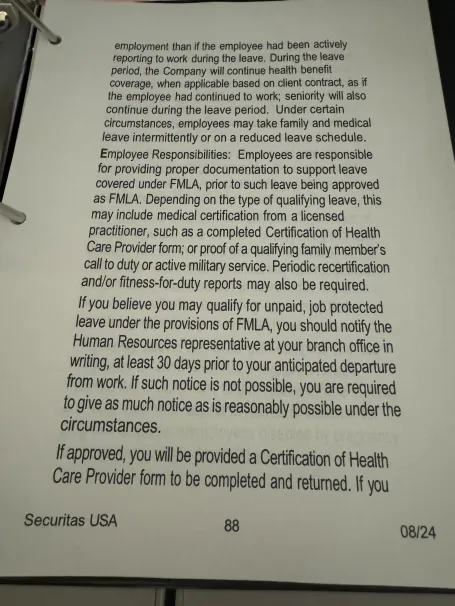 employment than if the employee had been actively
reporting to work during the leave. During the leave
period, the Company will continue health benefit
coverage, when applicable based on client contract, as if
the employee had continued to work; seniority will also
continue during the leave period. Under certain
circumstances, employees may take family and medical
leave intermittently or on a reduced leave schedule.
Employee Responsibilities: Employees are responsible
for providing proper documentation to support leave
covered under FMLA, prior to such leave being approved
as FMLA. Depending on the type of qualifying leave, this
may include medical certification from a licensed
practitioner, such as a completed Certification of Health
Care Provider form; or proof of a qualifying family member's
call to duty or active military service. Periodic recertification
and/or fitness-for-duty reports may also be required.
If you believe you may qualify for unpaid, job protected
leave under the provisions of FMLA, you should notify the
Human Resources representative at your branch office in
writing, at least 30 days prior to your anticipated departure
from work. If such notice is not possible, you are required
to give as much notice as is reasonably possible under the
circumstances.
If approved, you will be provided a Certification of Health
Care Provider form to be completed and returned. If you
Securitas USA
88
08/24